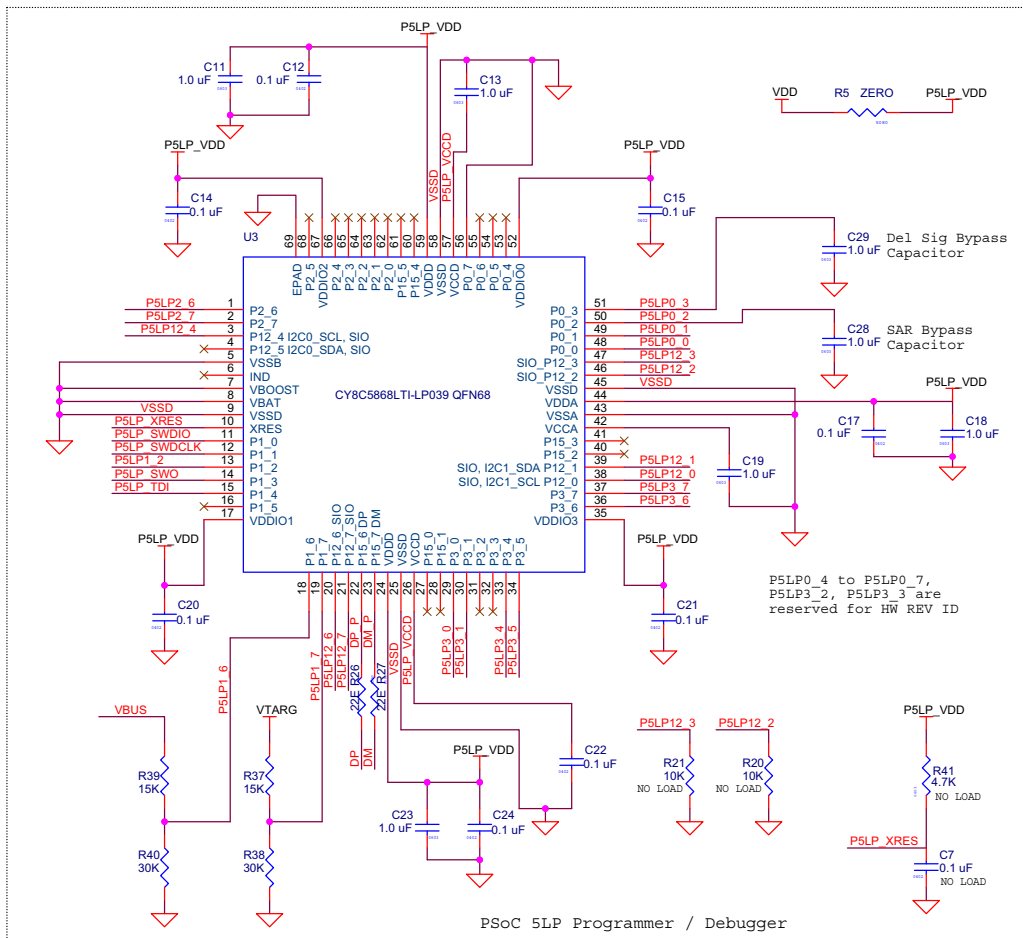 P5LP_VDD
C11
1.0 uF
C12
0.1 uF
C13
1.0 uF
VDD
R5 ZERO
P5LP_VDD
P5LP_VDD
C14
0.1 uF
VSSD
P5LP_VCCD
P5LP_VDD
C15
0.1 uF
U3
69
68
67
66
65
64
63
62
61
60
59
58
57
56
55
54
53
52
EPAD
P2_5
VDDIO2
P2_4
P2_3
P2_2
P2_1
P2_0
P15_5
P15_4
VDDD
VSSD
VCCD
P0_7
P0_6
P0_5
P0_4
VDDIO0
C29
1.0 uF
Del Sig Bypass
Capacitor
C28
1.0 uF
SAR Bypass
Capacitor
P5LP2_6 1 P2_6
P5LP2_7 2 P2_7
P5LP12_4 3 P12_4 I2C0_SCL, SIO
4 P12_5 I2C0_SDA, SIO
5 VSSB
6 IND
7 VBOOST
8 VBAT
VSSD 9 VSSD
P5LP_XRES 10 XRES
P5LP_SWDIO 11 P1_0
P5LP_SWDCLK 12 P1_1
P5LP1_2 13 P1_2
P5LP_SWO 14 P1_3
P5LP_TDI 15 P1_4
16 P1_5
17 VDDIO1
CY8C5868LTI-LP039 QFN68
P0_3 51 P5LP0_3
P0_2 50 P5LP0_2
P0_1 49 P5LP0_1
P0_0 48 P5LP0_0
SIO_P12_3 47 P5LP12_3
SIO_P12_2 46 P5LP12_2
VSSD 45 VSSD
VDDA 44
VSSA 43
VCCA 42
P15_3 41
P15_2 40
SIO, I2C1_SDA P12_1 39 P5LP12_1
SIO, I2C1_SCL P12_0 38 P5LP12_0
P3_7 37 P5LP3_7
P3_6 36 P5LP3_6
VDDIO3 35
P5LP_VDD
C17
0.1 uF
C18
1.0 uF
C19
1.0 uF
P1_6
P1_7
P12_6_SIO
P12_7_SIO
P15_6_DP
P15_7_DM
VDDD
VSSD
VCCD
P15_0
P15_1
P3_0
P3_1
P3_2
P3_3
P3_4
P3_5
18
19
20
21
22
23
24
25
26
27
28
29
30
31
32
33
34
P5LP_VDD
C20
0.1 uF
P5LP_VDD
C21
0.1 uF
P5LP0_4 to P5LP0_7,
P5LP3_2, P5LP3_3 are
reserved for HW REV ID
P5LP1_6
P5LP1_7
P5LP12_6
P5LP12_7
DP_P
DM_P
VSSD
P5LP_VCCD
P5LP3_0
P5LP3_1
P5LP3_4
P5LP3_5
22E R26
22E R27
DP
DM
VBUS
R39
15K
R40
30K
VTARG
R37
15K
R38
30K
P5LP_VDD
C23
1.0 uF
C24
0.1 uF
C22
0.1 uF
P5LP12_3
R21
10K
NO LOAD
P5LP12_2
R20
10K
NO LOAD
P5LP_VDD
R41
4.7K
NO LOAD
P5LP_XRES
C7
0.1 uF
NO LOAD
PSoC 5LP Programmer / Debugger